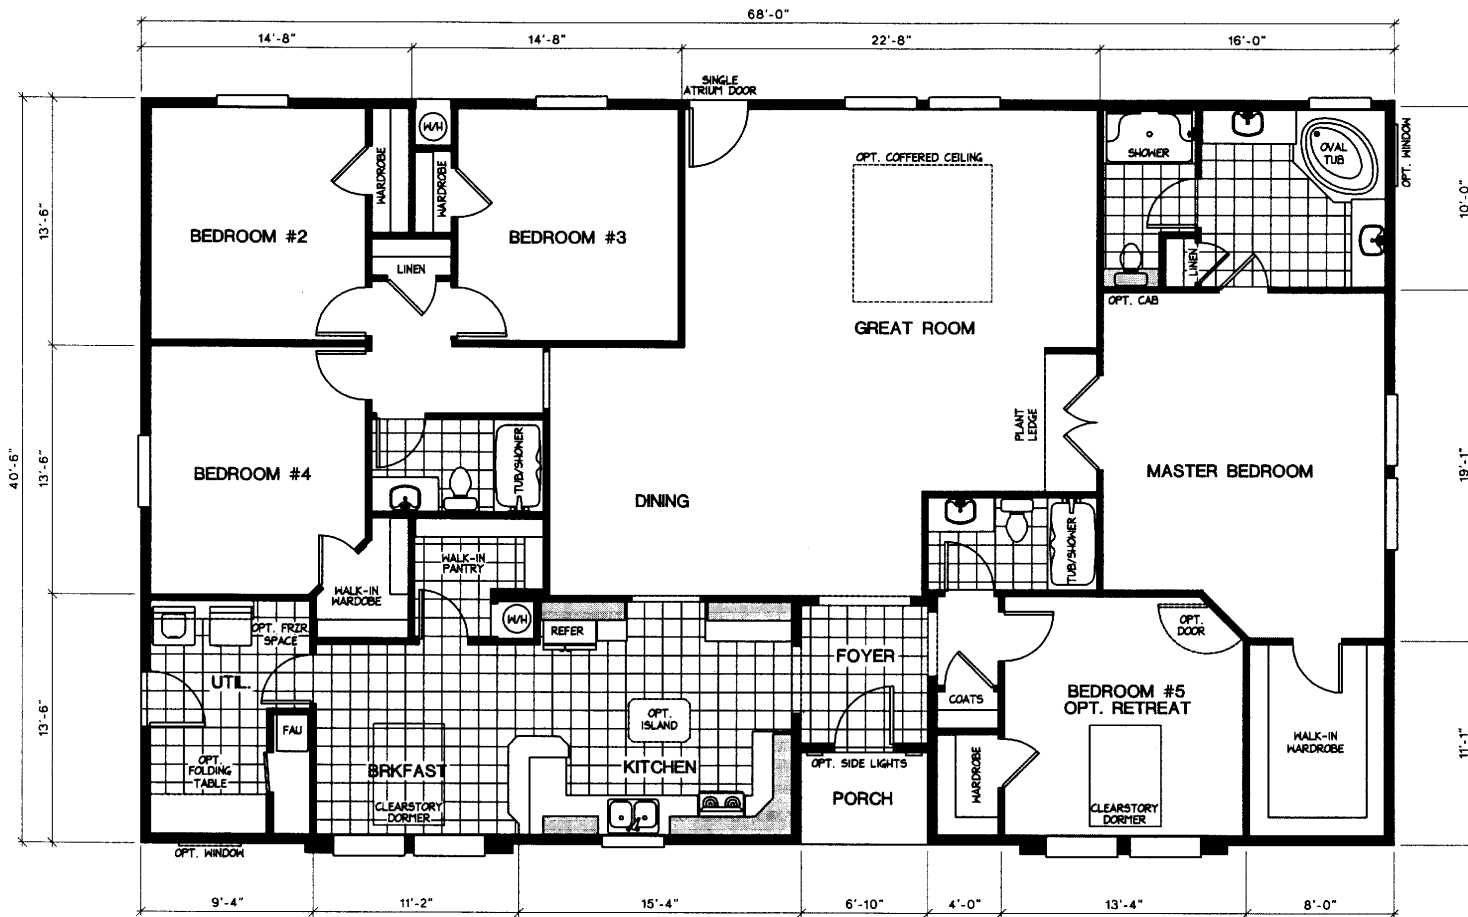 68'-0"
14'-8"
14'-8"
22'-8"
16'-0"
SINGLE
ATRIUM DOOR
W/H
WARDROBE
WARDROBE
BEDROOM #2
BEDROOM #3
LINEN
OPT. COFFERED CEILING
GREAT ROOM
SHOWER
OVAL
TUB
OPT. WINDOW
LINEN
OPT. CAB
13'-6"
10'-0"
40'-6"
13'-6"
19'-1"
BEDROOM #4
TUB/SHOWER
DINING
PLANT
LEDGE
MASTER BEDROOM
TUB/SHOWER
WALK-IN
PANTRY
WALK-IN
WARDOBE
W/H
REFER
OPT. FRZR
SPACE
UTIL.
FAU
OPT.
FOLDING
TABLE
13'-6"
BRKFAST
CLEARSTORY
DORMER
OPT.
ISLAND
KITCHEN
FOYER
OPT. SIDE LIGHTS
PORCH
COATS
WARDROBE
OPT.
DOOR
BEDROOM #5
OPT. RETREAT
CLEARSTORY
DORMER
WALK-IN
WARDROBE
11'-1"
OPT. WINDOW
9'-4"
11'-2"
15'-4"
6'-10"
4'-0"
13'-4"
8'-0"